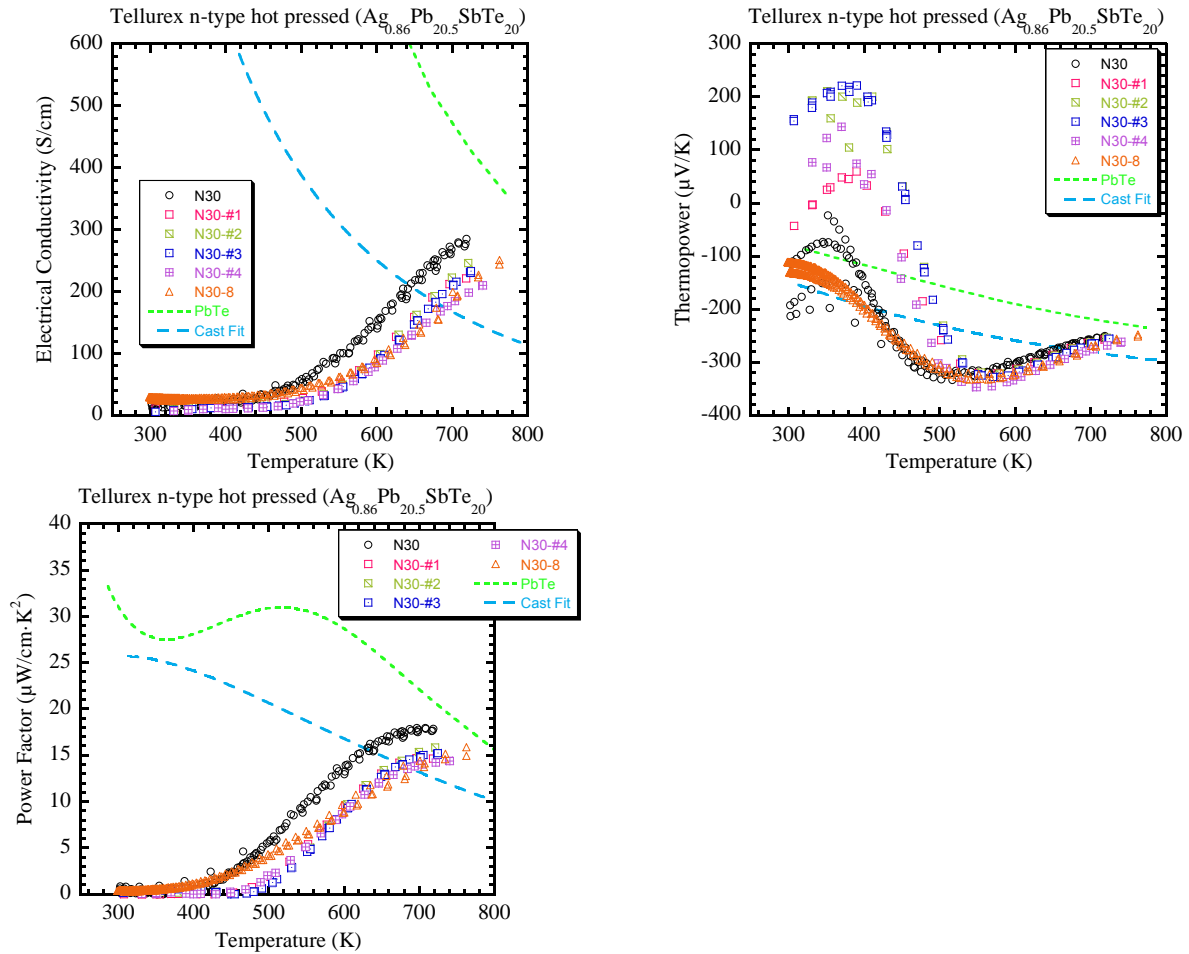 Tellurex n-type hot pressed (Ag0.86Pb20.5SbTe20)
600
500
400
300
200
100
0
Electrical Conductivity (S/cm)
N30
N30-#1
N30-#2
N30-#3
N30-#4
N30-8
PbTe
Cast Fit
300 400 500 600 700 800
Temperature (K)
Tellurex n-type hot pressed (Ag0.86Pb20.5SbTe20)
300
200
100
0
-100
-200
-300
-400
Thermopower (µV/K)
N30
N30-#1
N30-#2
N30-#3
N30-#4
N30-8
PbTe
Cast Fit
300 400 500 600 700 800
Temperature (K)
Tellurex n-type hot pressed (Ag0.86Pb20.5SbTe20)
40
35
30
25
20
15
10
5
0
Power Factor (µW/cm·K²)
N30
N30-#1
N30-#2
N30-#3
N30-#4
N30-8
PbTe
Cast Fit
300 400 500 600 700 800
Temperature (K)